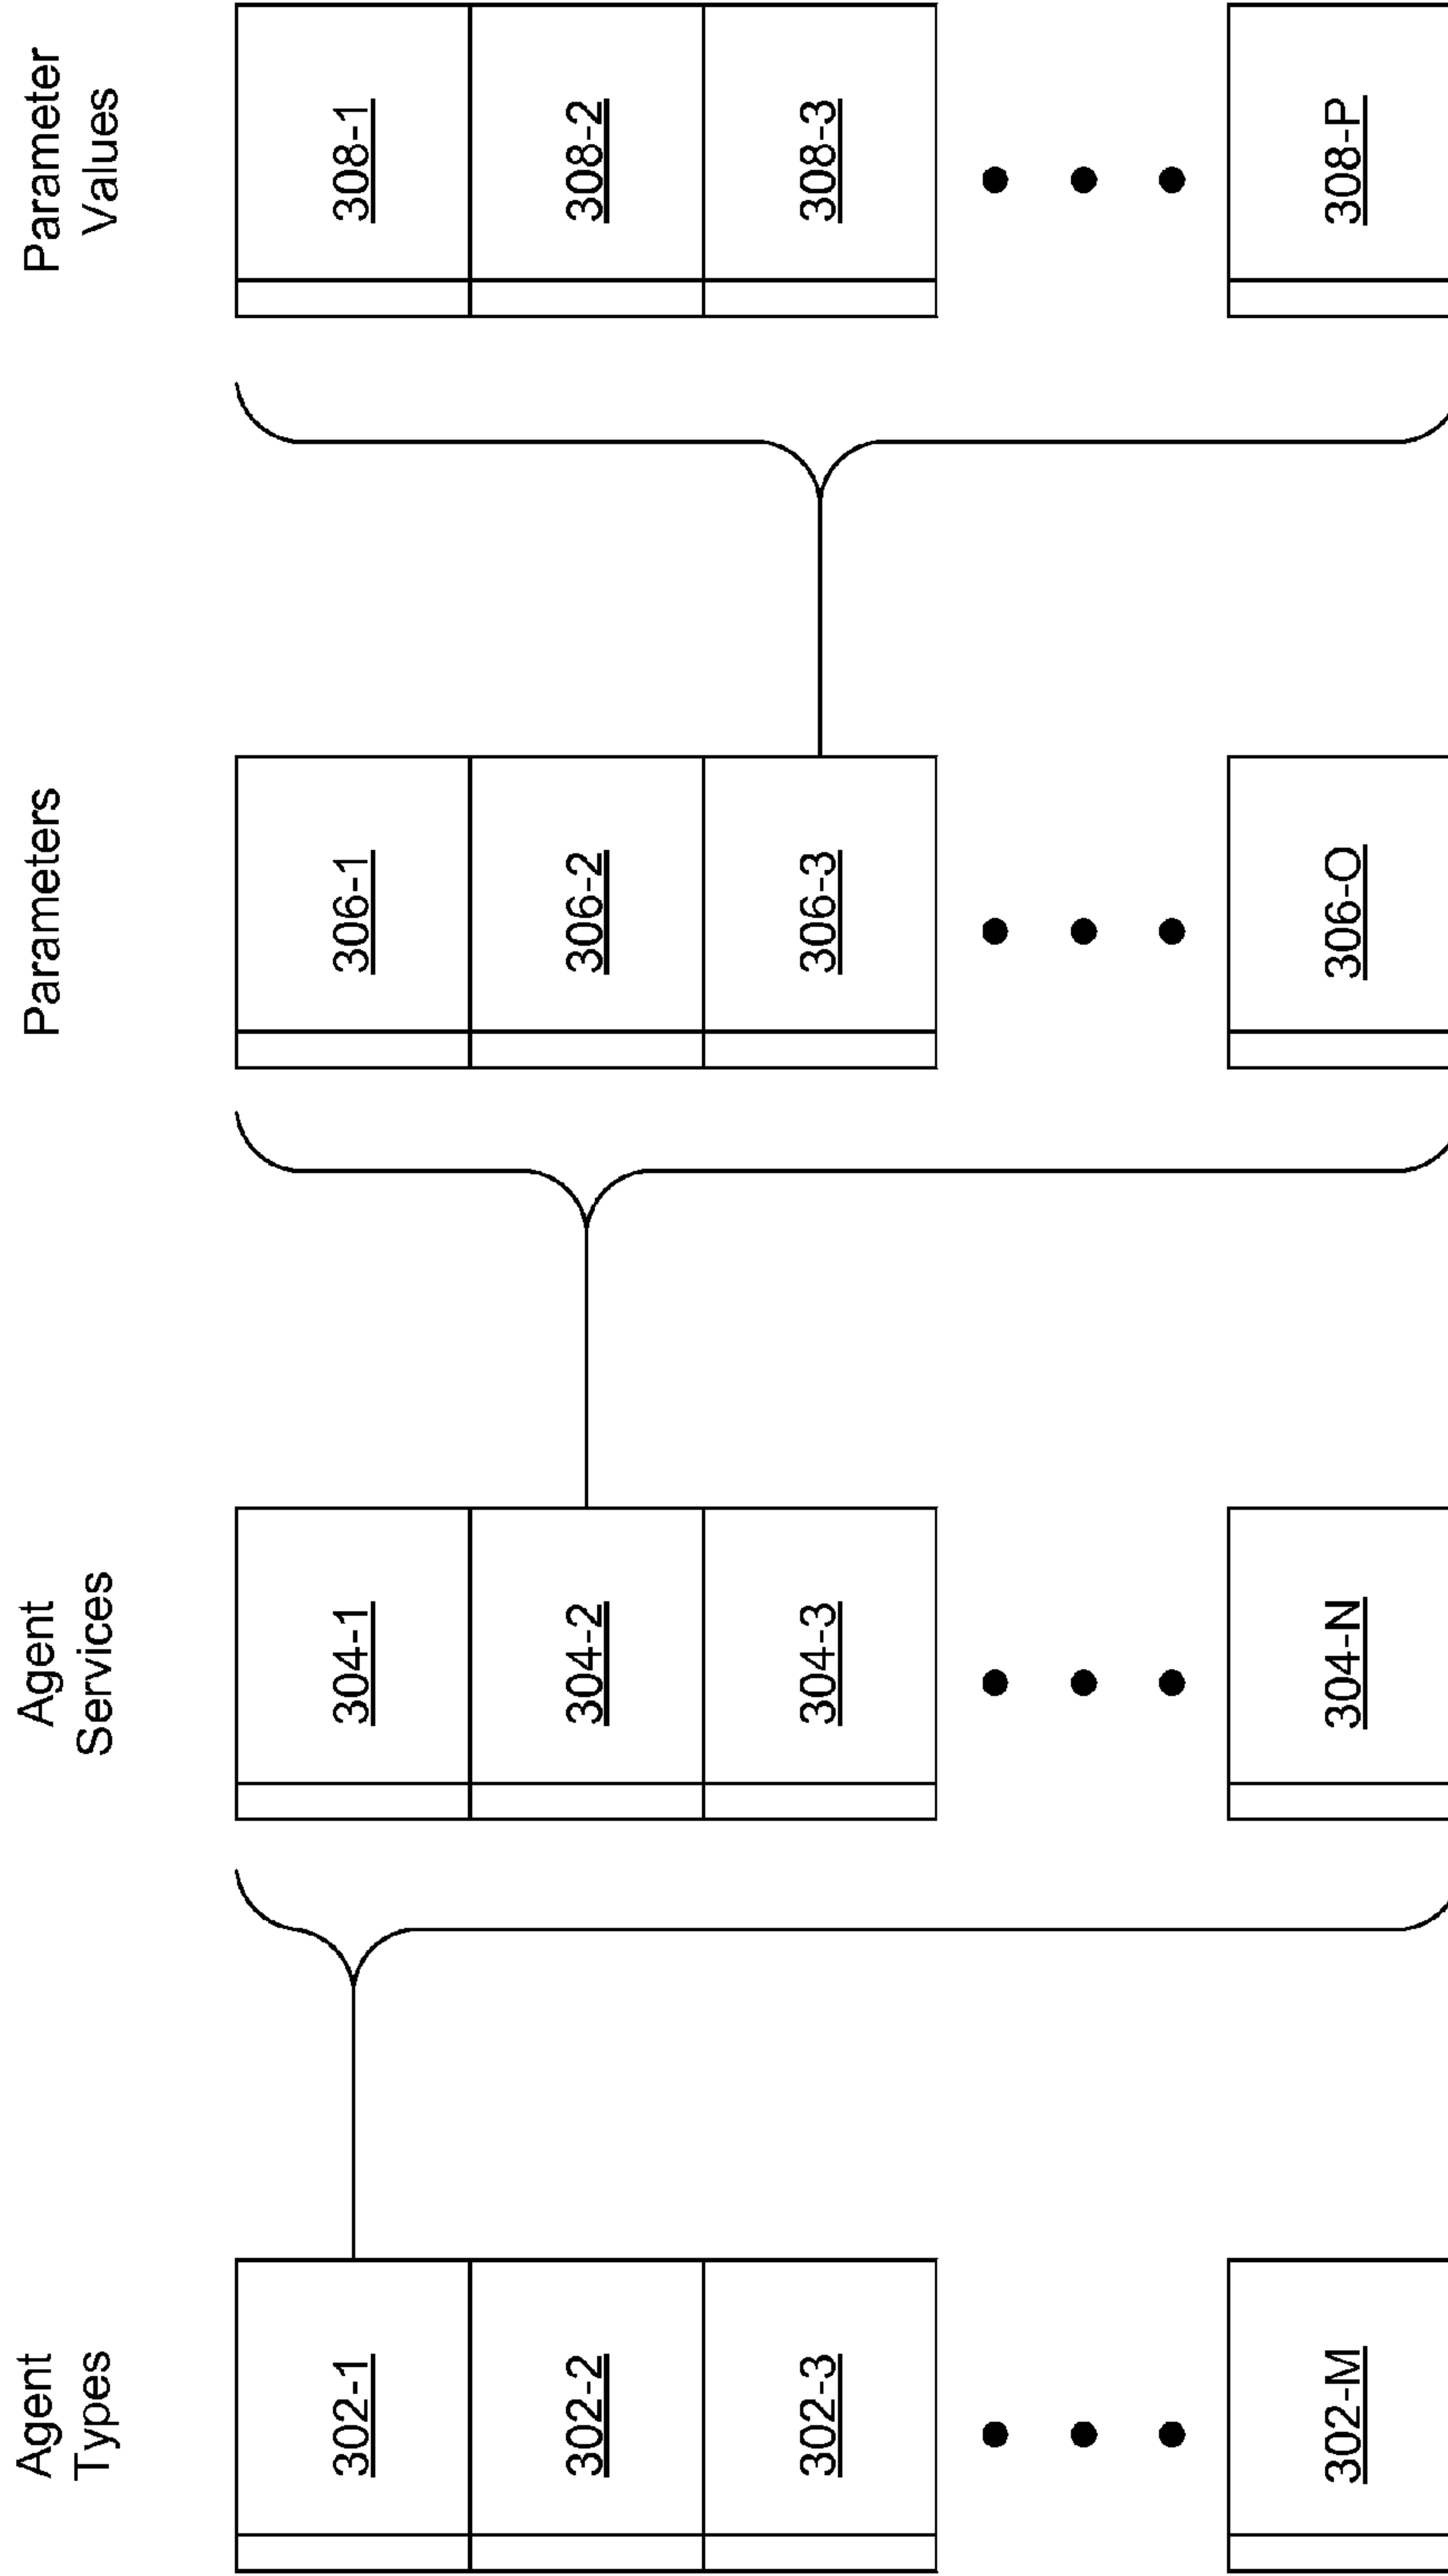 Agent
Types
302-1
302-2
302-3
302-M
Agent
Services
304-1
304-2
304-3
304-N
Parameters
306-1
306-2
306-3
306-O
Parameter
Values
308-1
308-2
308-3
308-P